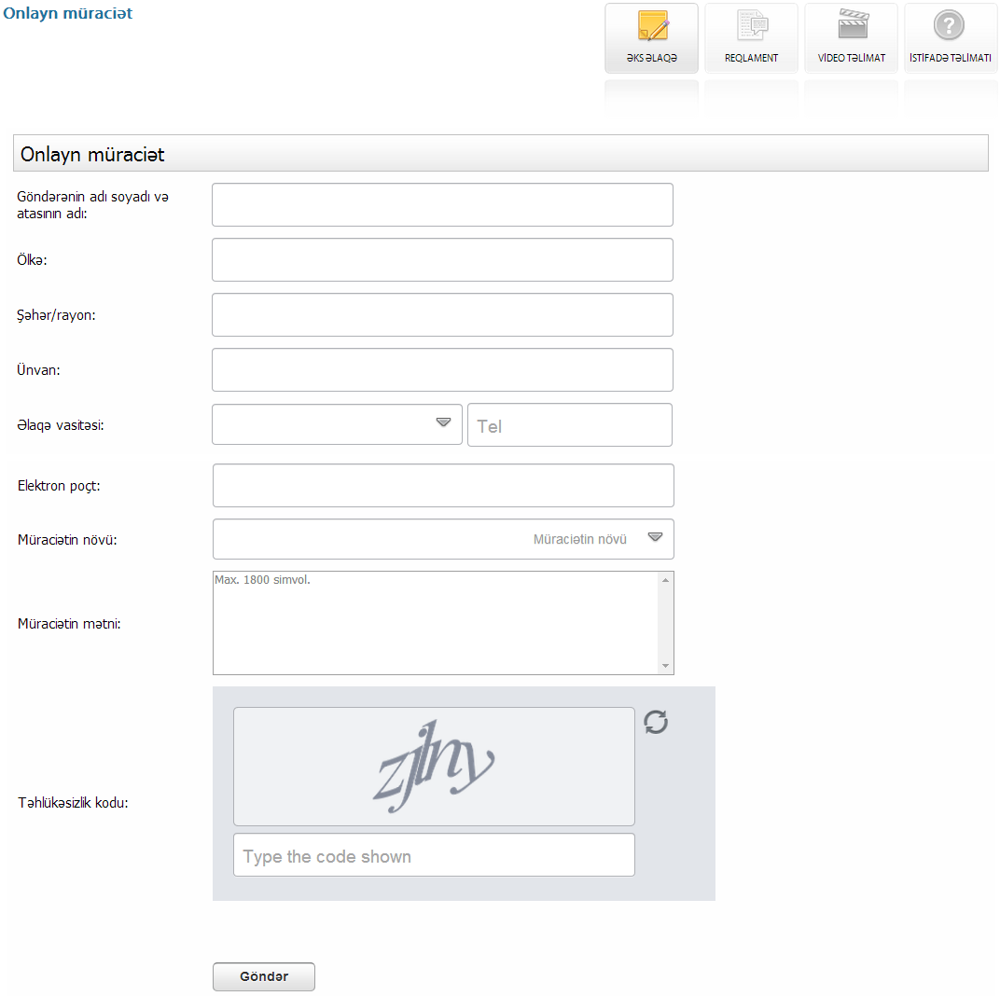 Onlayn müraciət
ƏKS ƏLAQƏ
REQLAMENT
VİDEO TƏLİMAT
İSTİFADƏ TƏLİMATI
Onlayn müraciət
Göndərənin adı soyadı və
atasının adı:
Ölkə:
Şəhər/rayon:
Ünvan:
Əlaqə vasitəsi:
Tel
Elektron poçt:
Müraciətin növü:
Müraciətin növü
Max. 1800 simvol.
Müraciətin mətni:
Təhlükəsizlik kodu:
Type the code shown
Göndər